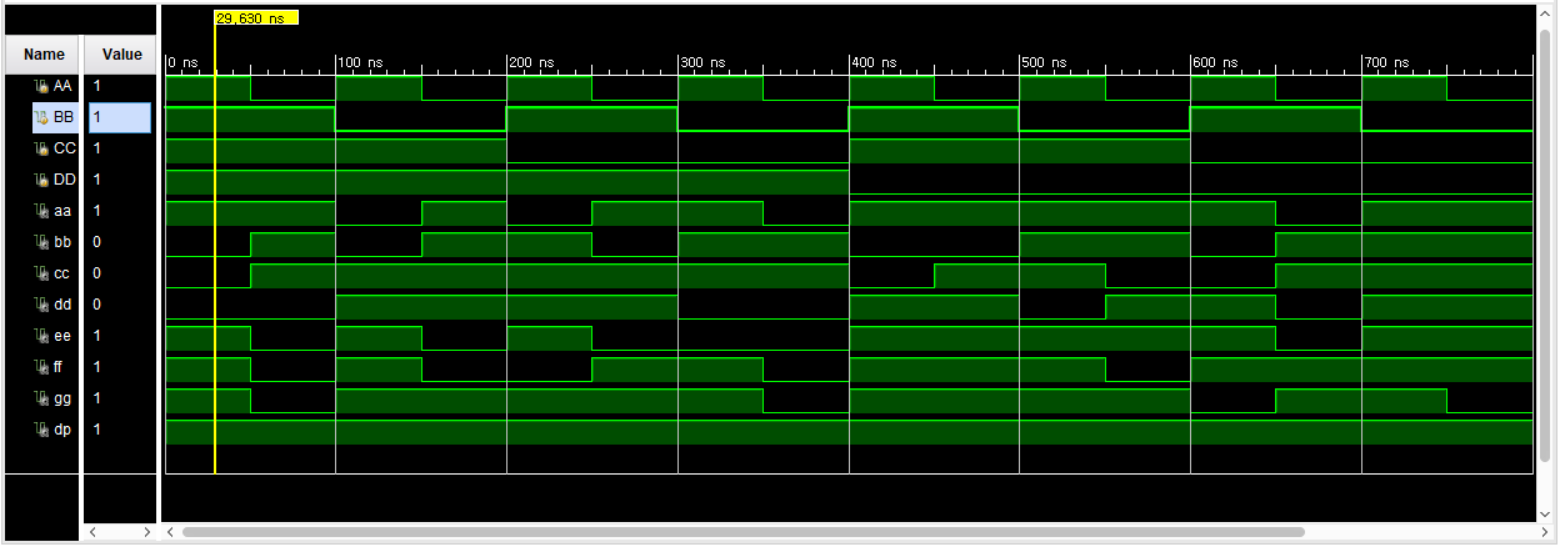 29,630 ns
Name Value
0 ns 100 ns 200 ns 300 ns 400 ns 500 ns 600 ns 700 ns
AA 1
BB 1
CC 1
DD 1
aa 1
bb 0
cc 0
dd 0
ee 1
ff 1
gg 1
dp 1